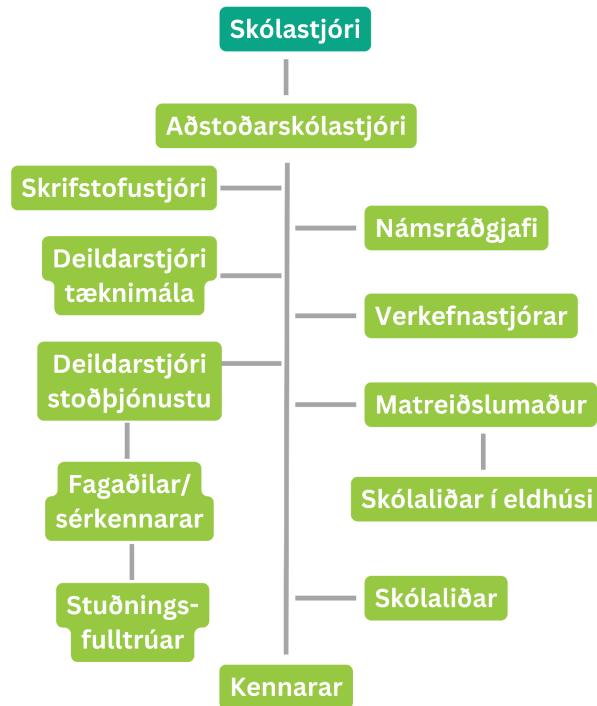 Skólastjóri
Aðstoðarskólastjóri
Skrifstofustjóri
Námsráðgjafi
Deildarstjóri
tæknimála
Verkefnastjórar
Deildarstjóri
stoðþjónustu
Matreiðslumaður
Fagaðilar/
sérkennarar
Skólaliðar í eldhúsi
Stuðnings-
fulltrúar
Skólaliðar
Kennarar